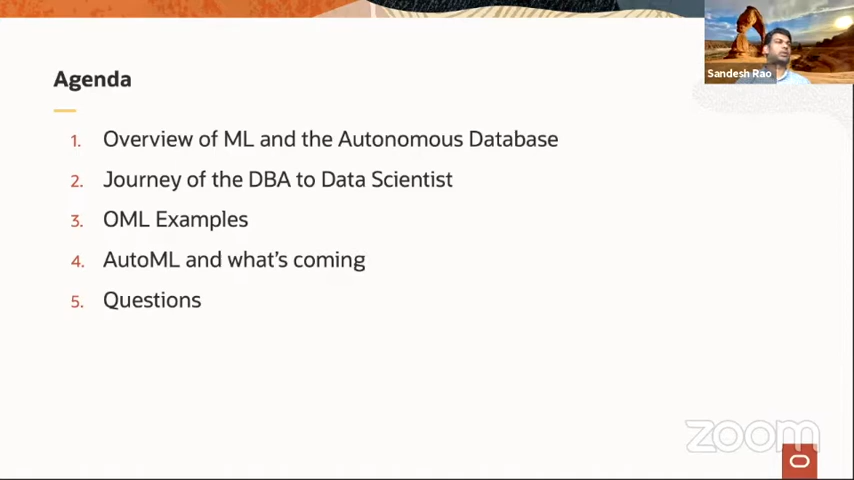 Sandesh Rao
Agenda
1. Overview of ML and the Autonomous Database
2. Journey of the DBA to Data Scientist
3. OML Examples
4. AutoML and what's coming
5. Questions
zoom